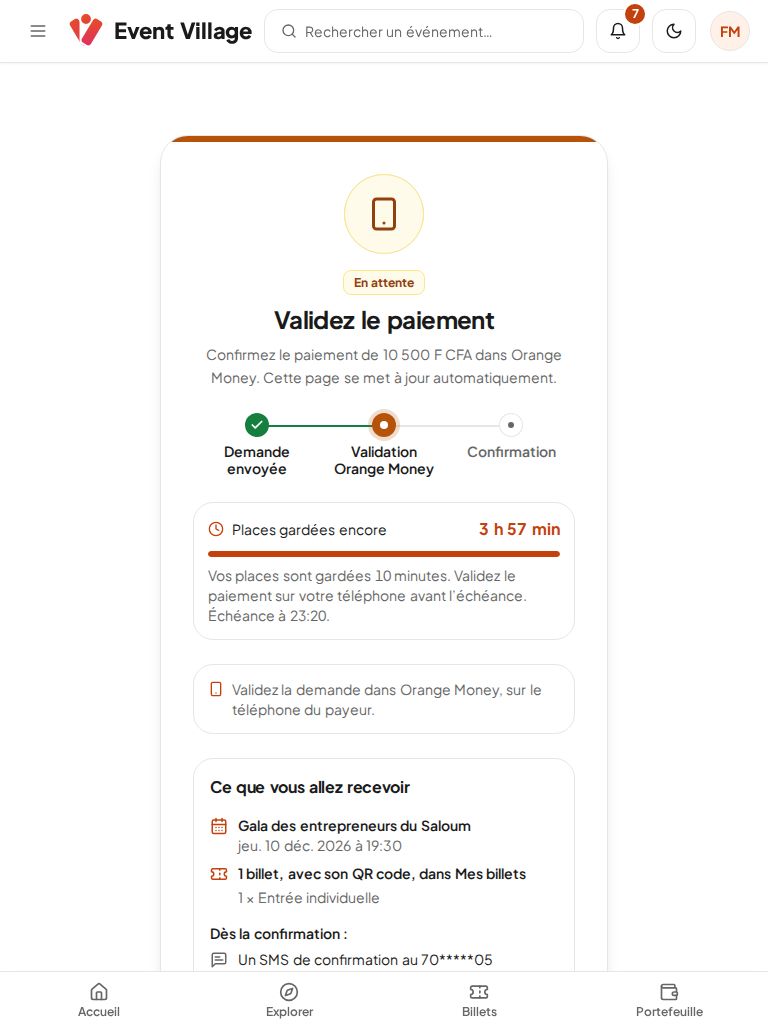 Event Village
Rechercher un événement…
7
FM
En attente
Validez le paiement
Confirmez le paiement de 10 500 F CFA dans Orange
Money. Cette page se met à jour automatiquement.
Demande
envoyée
Validation
Orange Money
Confirmation
Places gardées encore
3 h 57 min
Vos places sont gardées 10 minutes. Validez le
paiement sur votre téléphone avant l'échéance.
Échéance à 23:20.
Validez la demande dans Orange Money, sur le
téléphone du payeur.
Ce que vous allez recevoir
Gala des entrepreneurs du Saloum
jeu. 10 déc. 2026 à 19:30
1 billet, avec son QR code, dans Mes billets
1 × Entrée individuelle
Dès la confirmation :
Un SMS de confirmation au 70*****05
Accueil
Explorer
Billets
Portefeuille